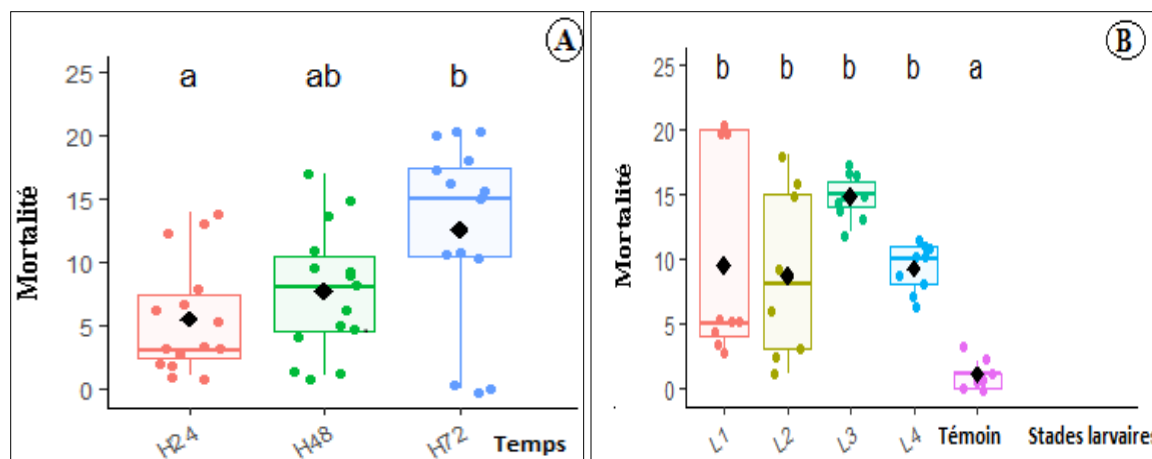 A
25
20
15
10
5
0
Mortalité
a
ab
b
H24
H48
H72
Temps
B
25
20
15
10
5
0
Mortalité
b
b
b
b
a
L1
L2
L3
L4
Témoin
Stades larvaires